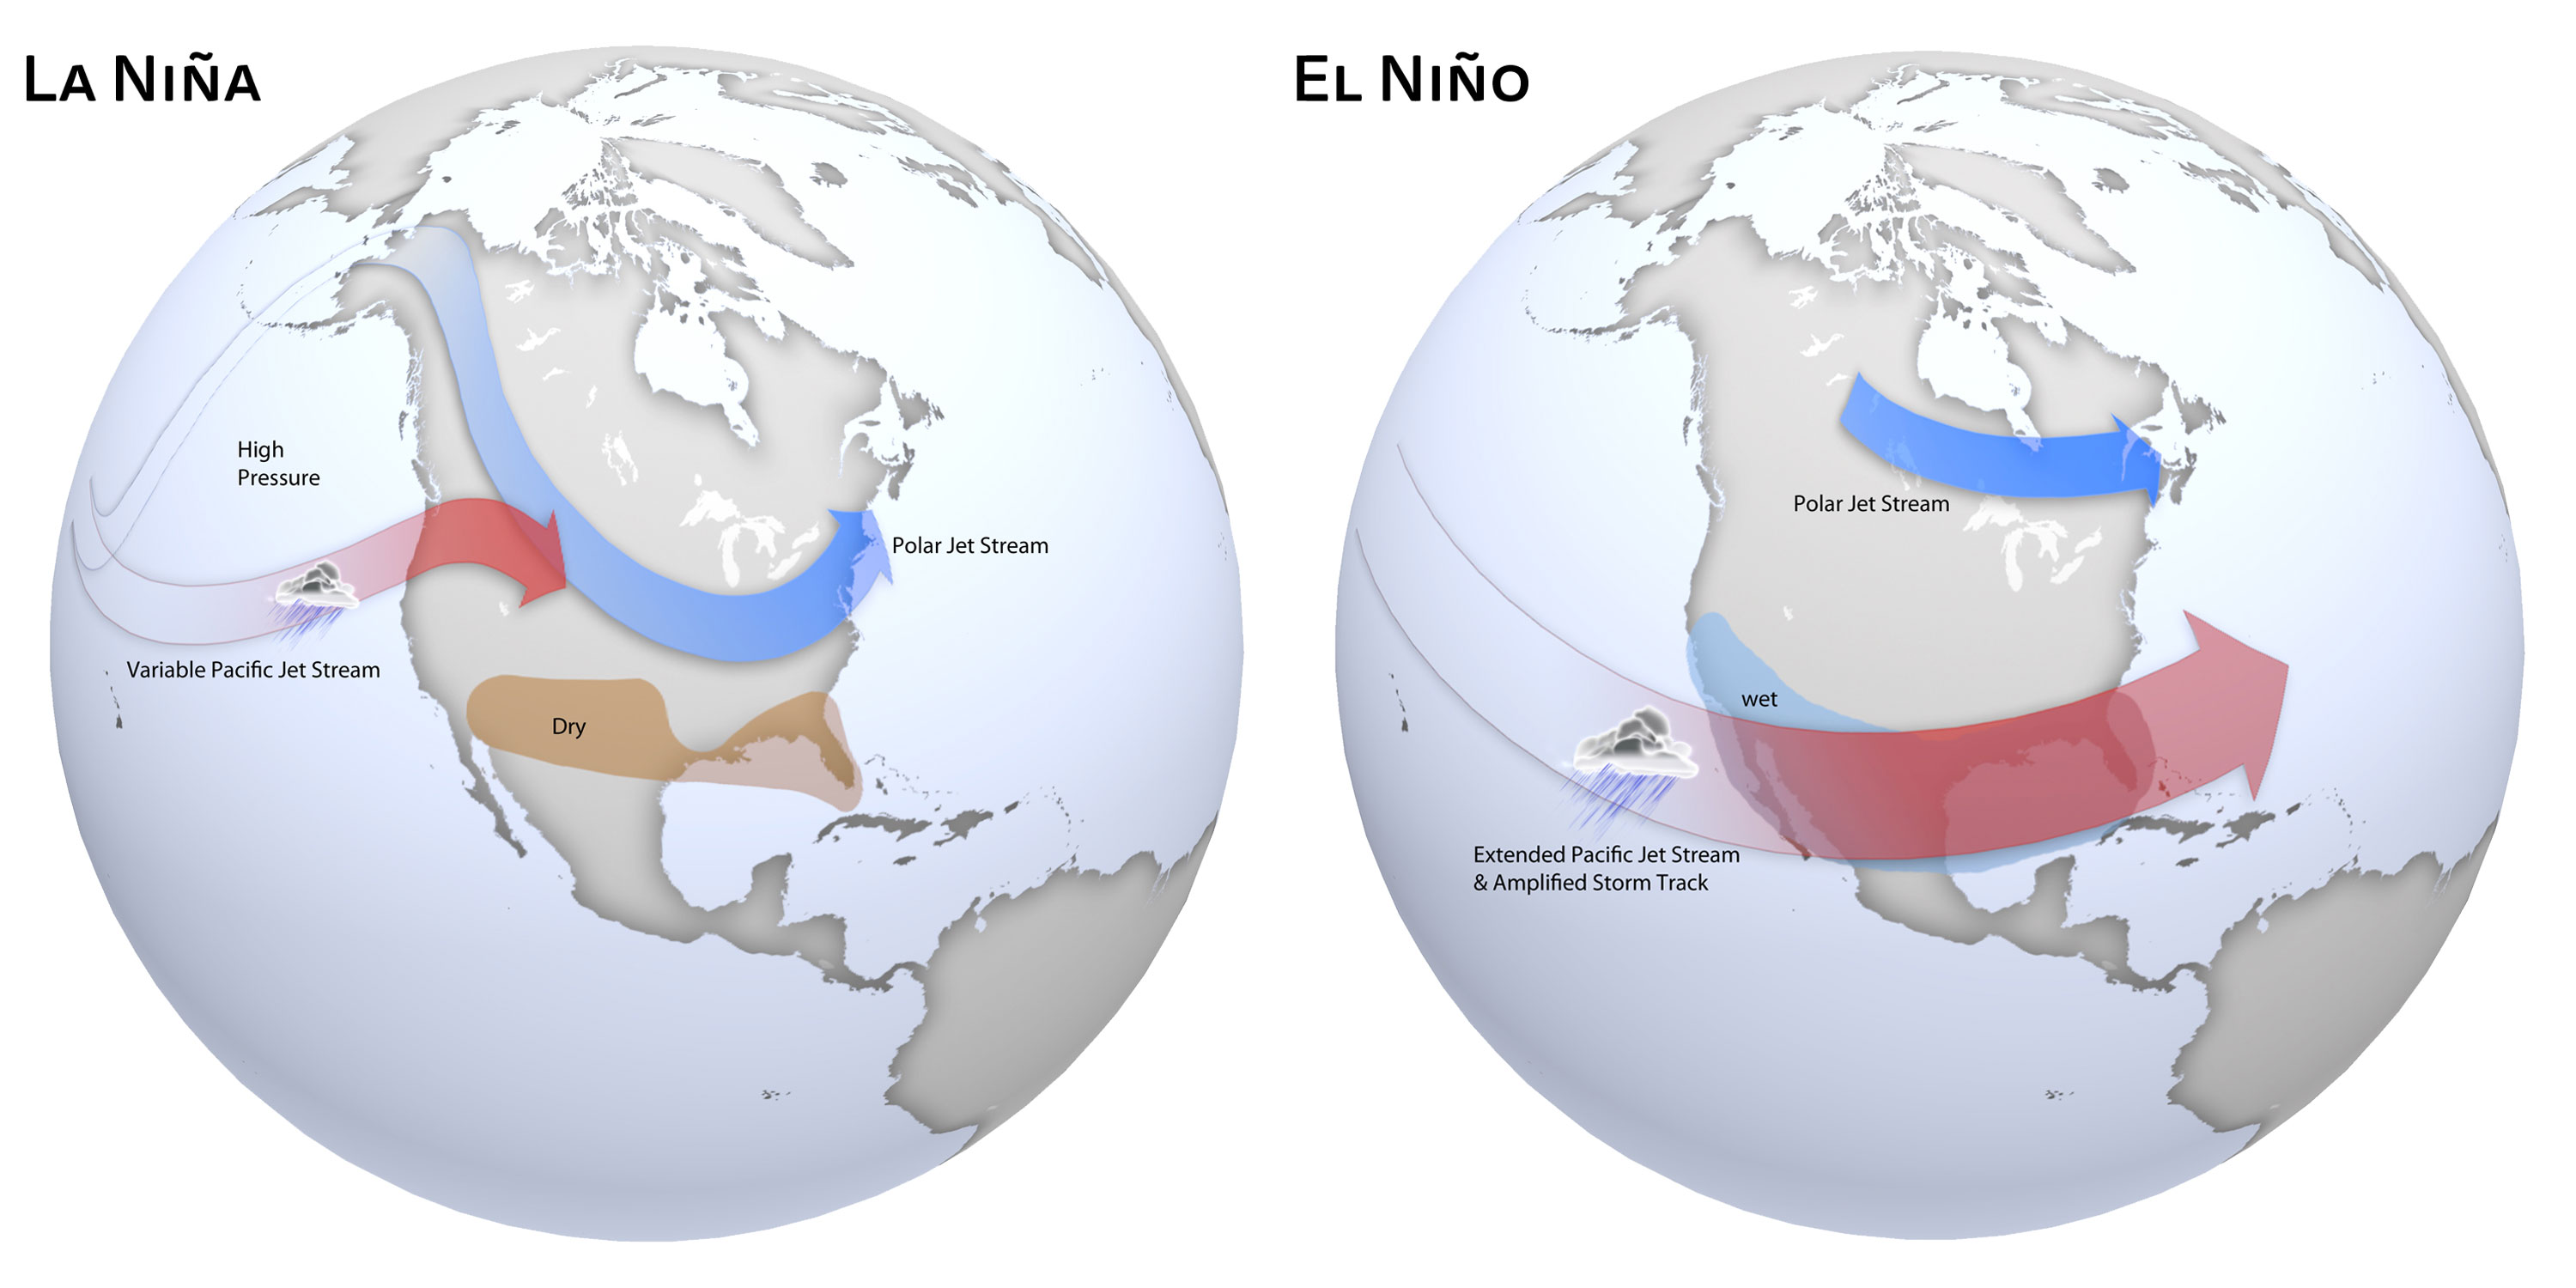 LA NIÑA
High
Pressure
Polar Jet Stream
Variable Pacific Jet Stream
Dry
EL NIÑO
Polar Jet Stream
wet
Extended Pacific Jet Stream
& Amplified Storm Track